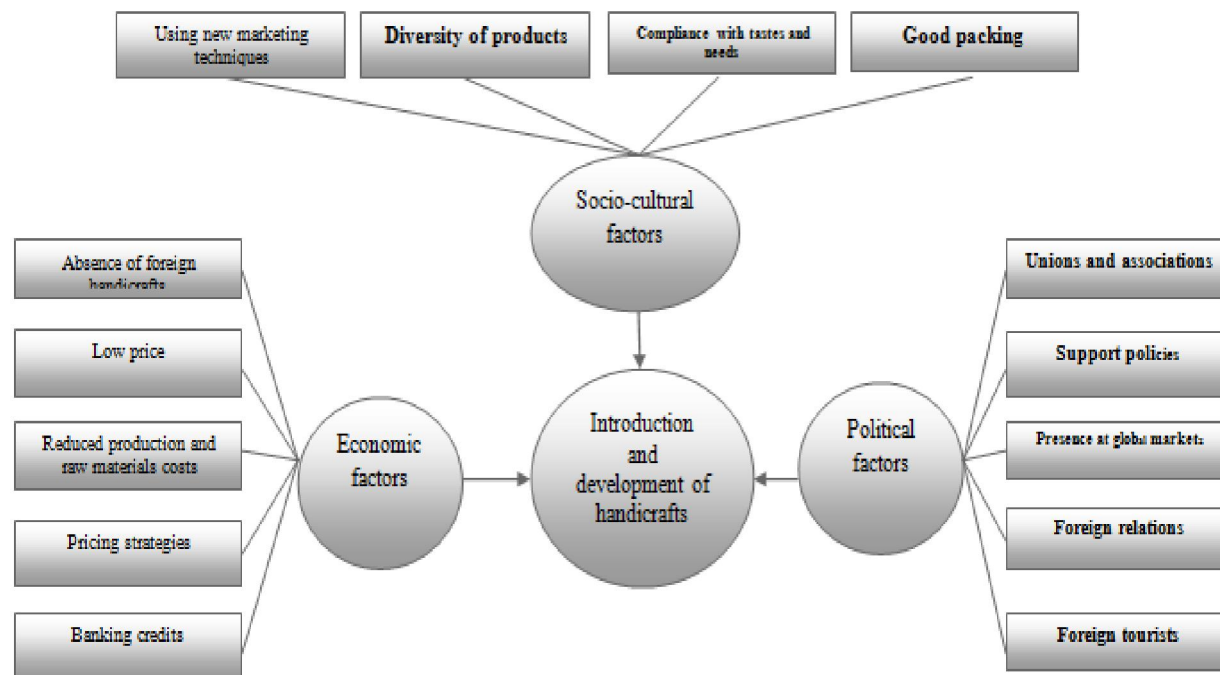 Using new marketing
techniques
Diversity of products
Compliance with tastes and
needs
Good packing
Socio-cultural
factors
Absence of foreign
handicrafts
Low price
Reduced production and
raw materials costs
Pricing strategies
Banking credits
Economic
factors
Introduction
and
development of
handicrafts
Political
factors
Unions and associations
Support policies
Presence at global markets
Foreign relations
Foreign tourists